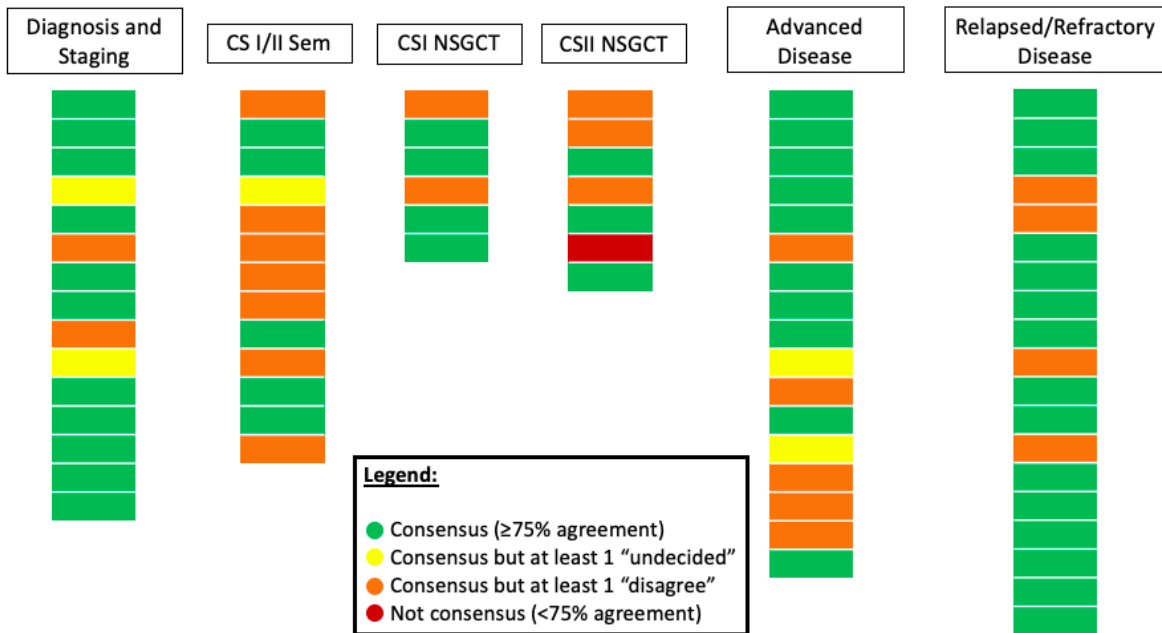 Diagnosis and
Staging
CS I/II Sem
CSI NSGCT
CSII NSGCT
Advanced
Disease
Relapsed/Refractory
Disease
Legend:
Consensus (≥75% agreement)
Consensus but at least 1 “undecided”
Consensus but at least 1 “disagree”
Not consensus (<75% agreement)